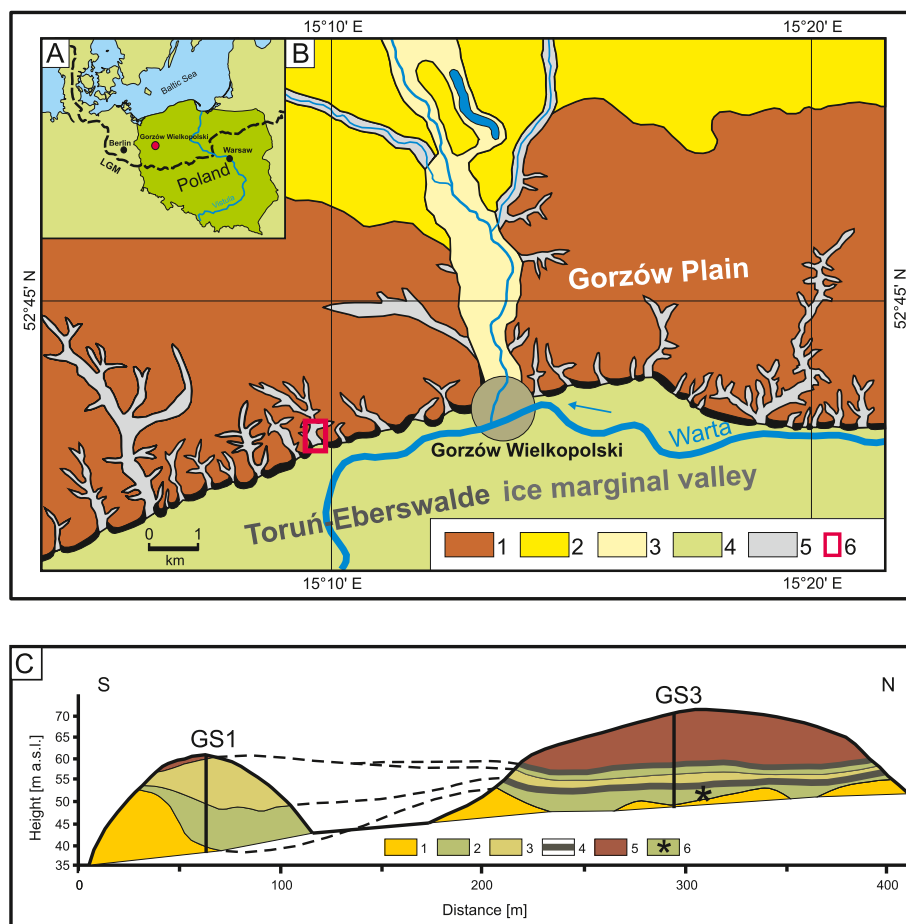 15°10' E
15°20' E
A
B
Baltic Sea
Gorzów Wielkopolski
Berlin
Warsaw
LGM
Poland
Vistula
52°45' N
52°45' N
Gorzów Plain
Warta
Gorzów Wielkopolski
Toruń-Eberswalde ice marginal valley
0 1
km
1 2 3 4 5 6
15°10' E
15°20' E
C
S
N
GS1
GS3
Height [m a.s.l.]
70
65
60
55
50
45
40
35
1 2 3 4 5 * 6
*
0 100 200 300 400
Distance [m]